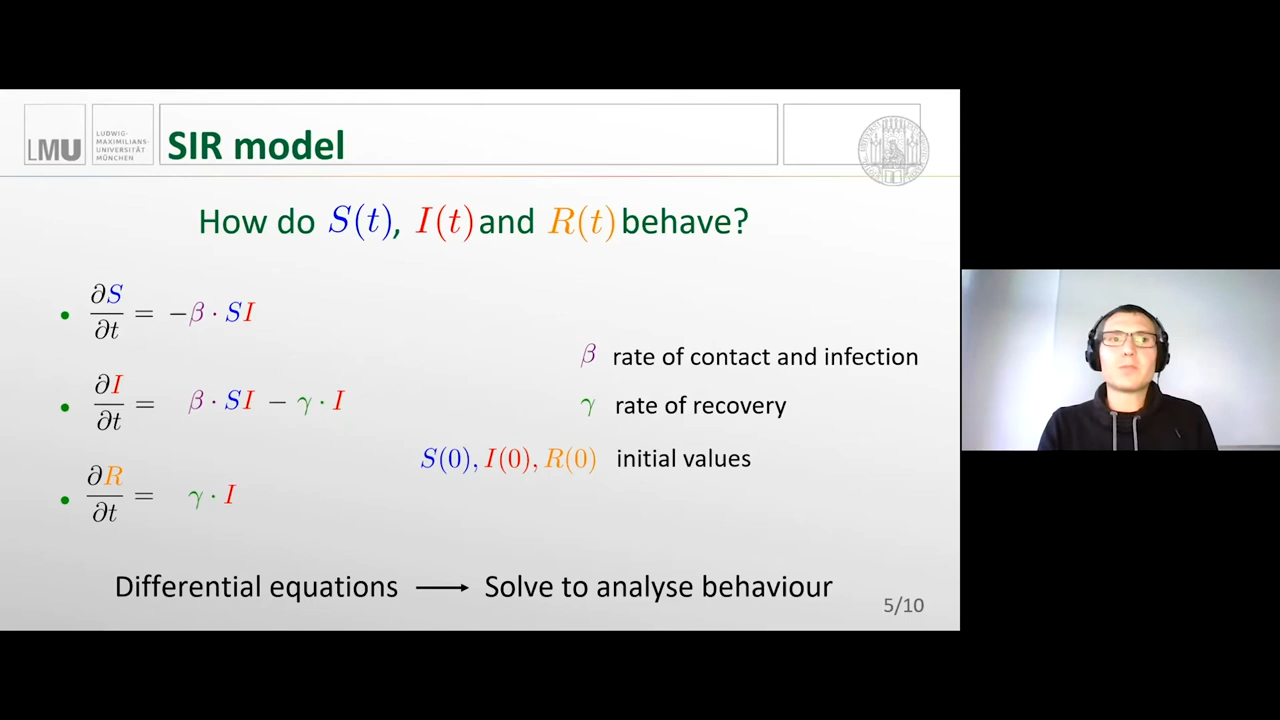 LMU
LUDWIG-
MAXIMILIANS-
UNIVERSITÄT
MÜNCHEN
SIR model
How do S(t), I(t) and R(t) behave?
• ∂S/∂t = −β · SI
• ∂I/∂t = β · SI − γ · I
• ∂R/∂t = γ · I
β rate of contact and infection
γ rate of recovery
S(0), I(0), R(0) initial values
Differential equations ⟶ Solve to analyse behaviour
5/10